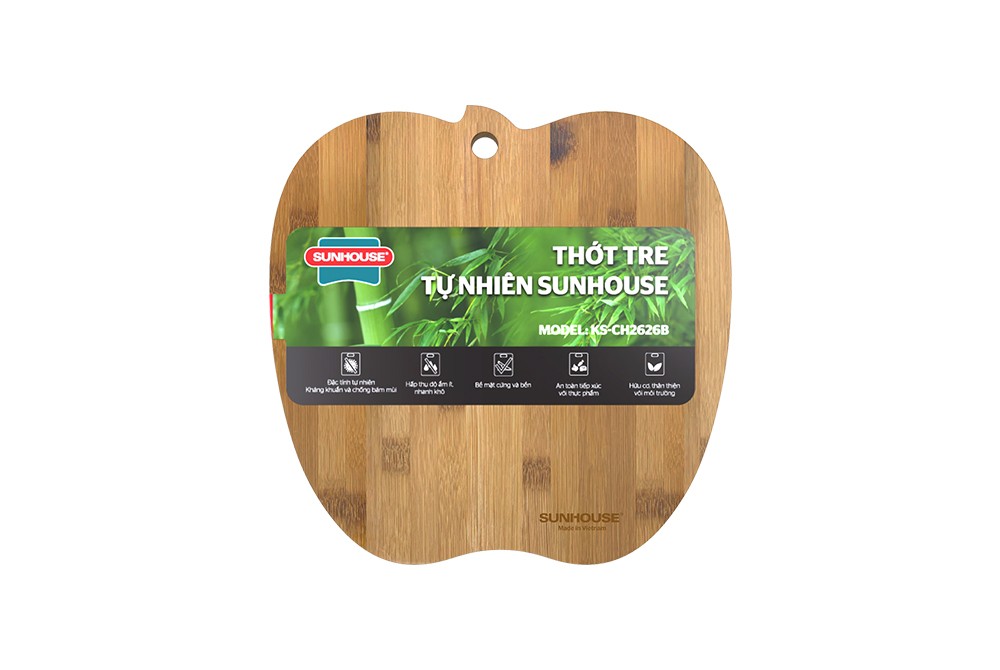 SUNHOUSE®
THỚT TRE
TỰ NHIÊN SUNHOUSE
MODEL: KS-CH2626B
Đặc tính tự nhiên
Kháng khuẩn và chống bám mùi
Hấp thụ độ ẩm ít,
nhanh khô
Bề mặt cứng và bền
An toàn tiếp xúc
với thực phẩm
Hữu cơ, thân thiện
với môi trường
SUNHOUSE®
Made in Vietnam